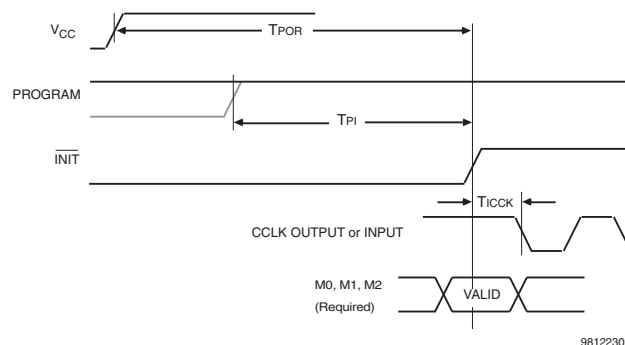 VCC
TPOR
PROGRAM
TPI
INIT
TICCK
CCLK OUTPUT or INPUT
M0, M1, M2
(Required)
VALID
9812230